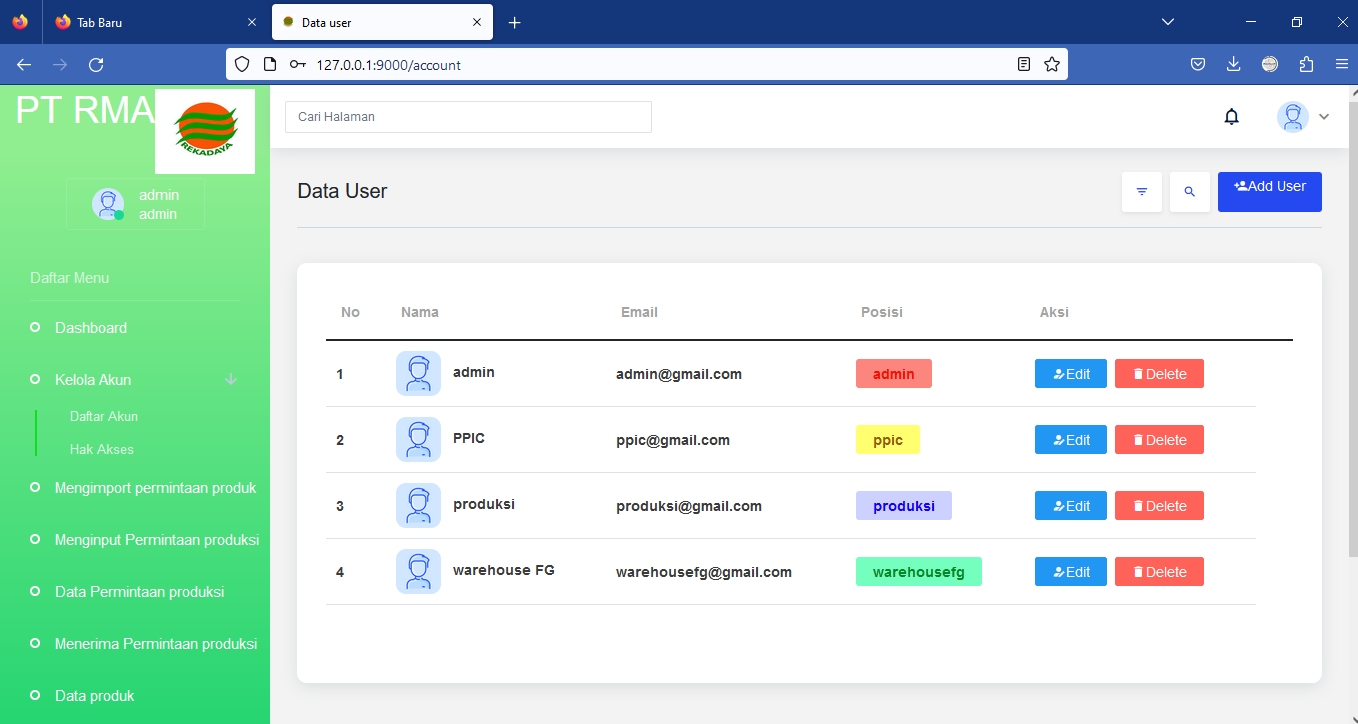 Tab Baru
Data user
127.0.0.1:9000/account
PT RMA
REKADAYA
admin
admin
Daftar Menu
Dashboard
Kelola Akun
Daftar Akun
Hak Akses
Mengimport permintaan produk
Menginput Permintaan produksi
Data Permintaan produksi
Menerima Permintaan produksi
Data produk
Cari Halaman
Data User
Add User
No Nama Email Posisi Aksi
1 admin admin@gmail.com admin Edit Delete
2 PPIC ppic@gmail.com ppic Edit Delete
3 produksi produksi@gmail.com produksi Edit Delete
4 warehouse FG warehousefg@gmail.com warehousefg Edit Delete